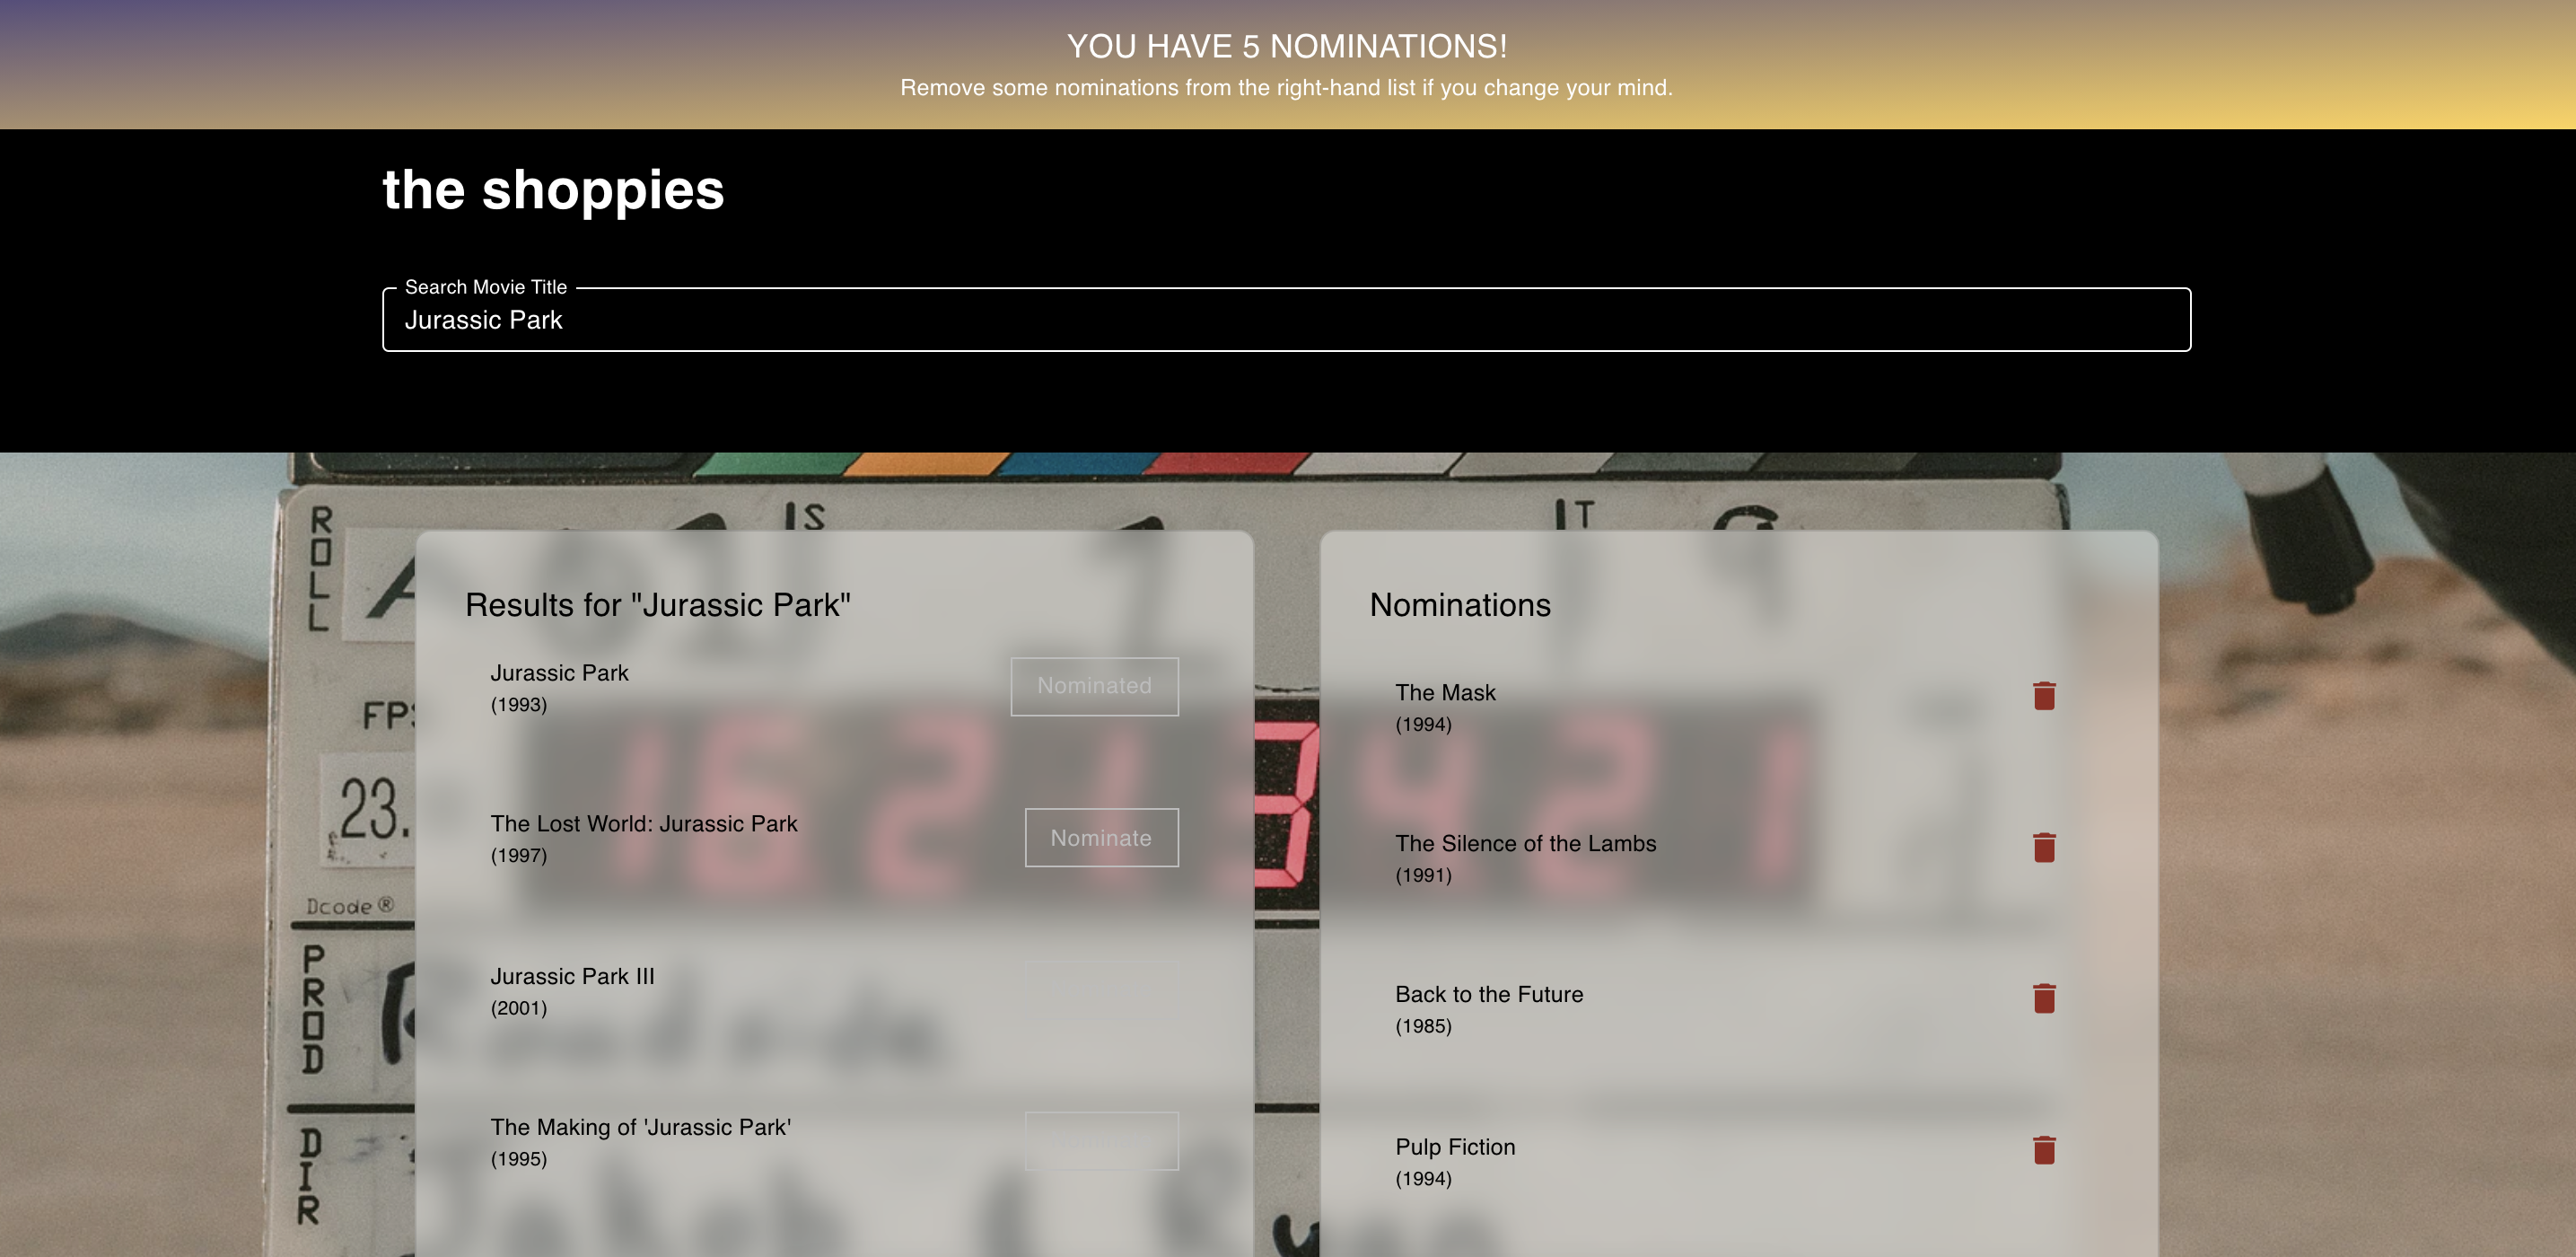 YOU HAVE 5 NOMINATIONS!
Remove some nominations from the right-hand list if you change your mind.
the shoppies
Search Movie Title
Jurassic Park
ROLL
S
T
FPS
23.
Dcode®
PROD
DIR
Results for "Jurassic Park"
Jurassic Park
(1993)
Nominated
The Lost World: Jurassic Park
(1997)
Nominate
Jurassic Park III
(2001)
The Making of 'Jurassic Park'
(1995)
16213421
Nominations
The Mask
(1994)
The Silence of the Lambs
(1991)
Back to the Future
(1985)
Pulp Fiction
(1994)